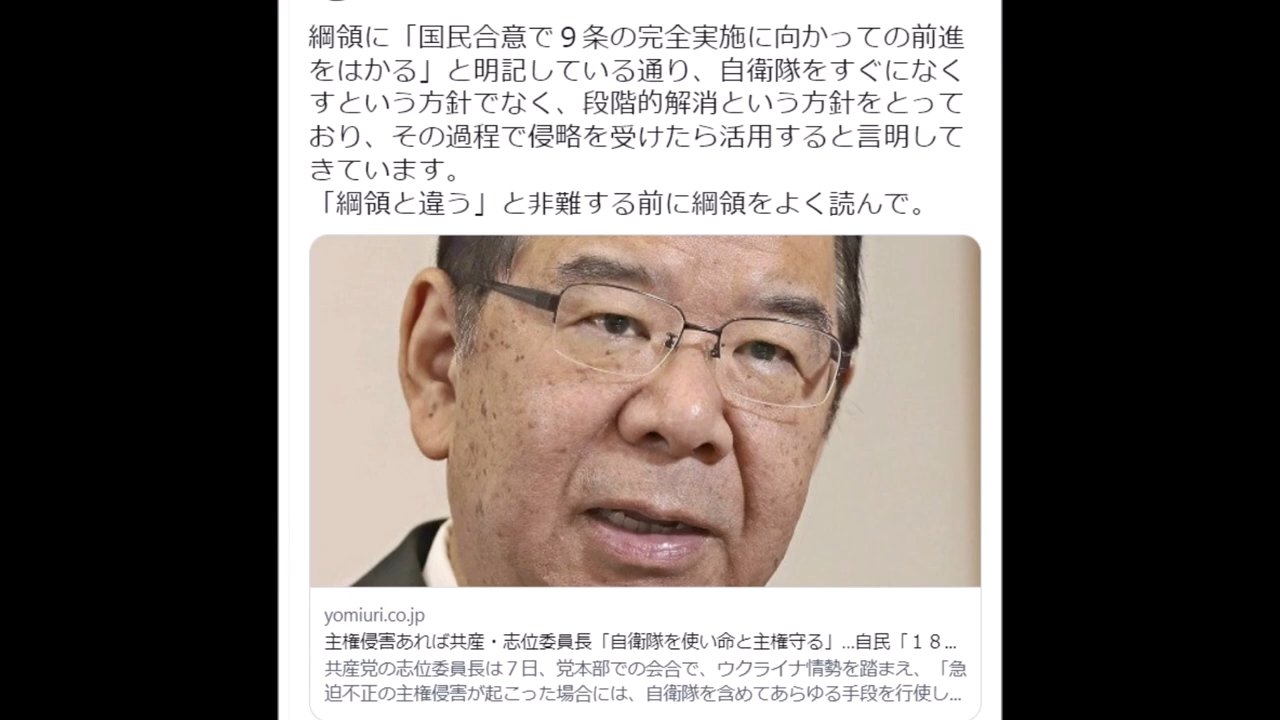 綱領に「国民合意で９条の完全実施に向かっての前進
をはかる」と明記している通り、自衛隊をすぐになく
すという方針でなく、段階的解消という方針をとって
おり、その過程で侵略を受けたら活用すると言明して
きています。
「綱領と違う」と非難する前に綱領をよく読んで。
yomiuri.co.jp
主権侵害あれば共産・志位委員長「自衛隊を使い命と主権守る」…自民「１８...
共産党の志位委員長は７日、党本部での会合で、ウクライナ情勢を踏まえ、「急
迫不正の主権侵害が起こった場合には、自衛隊を含めてあらゆる手段を行使し...